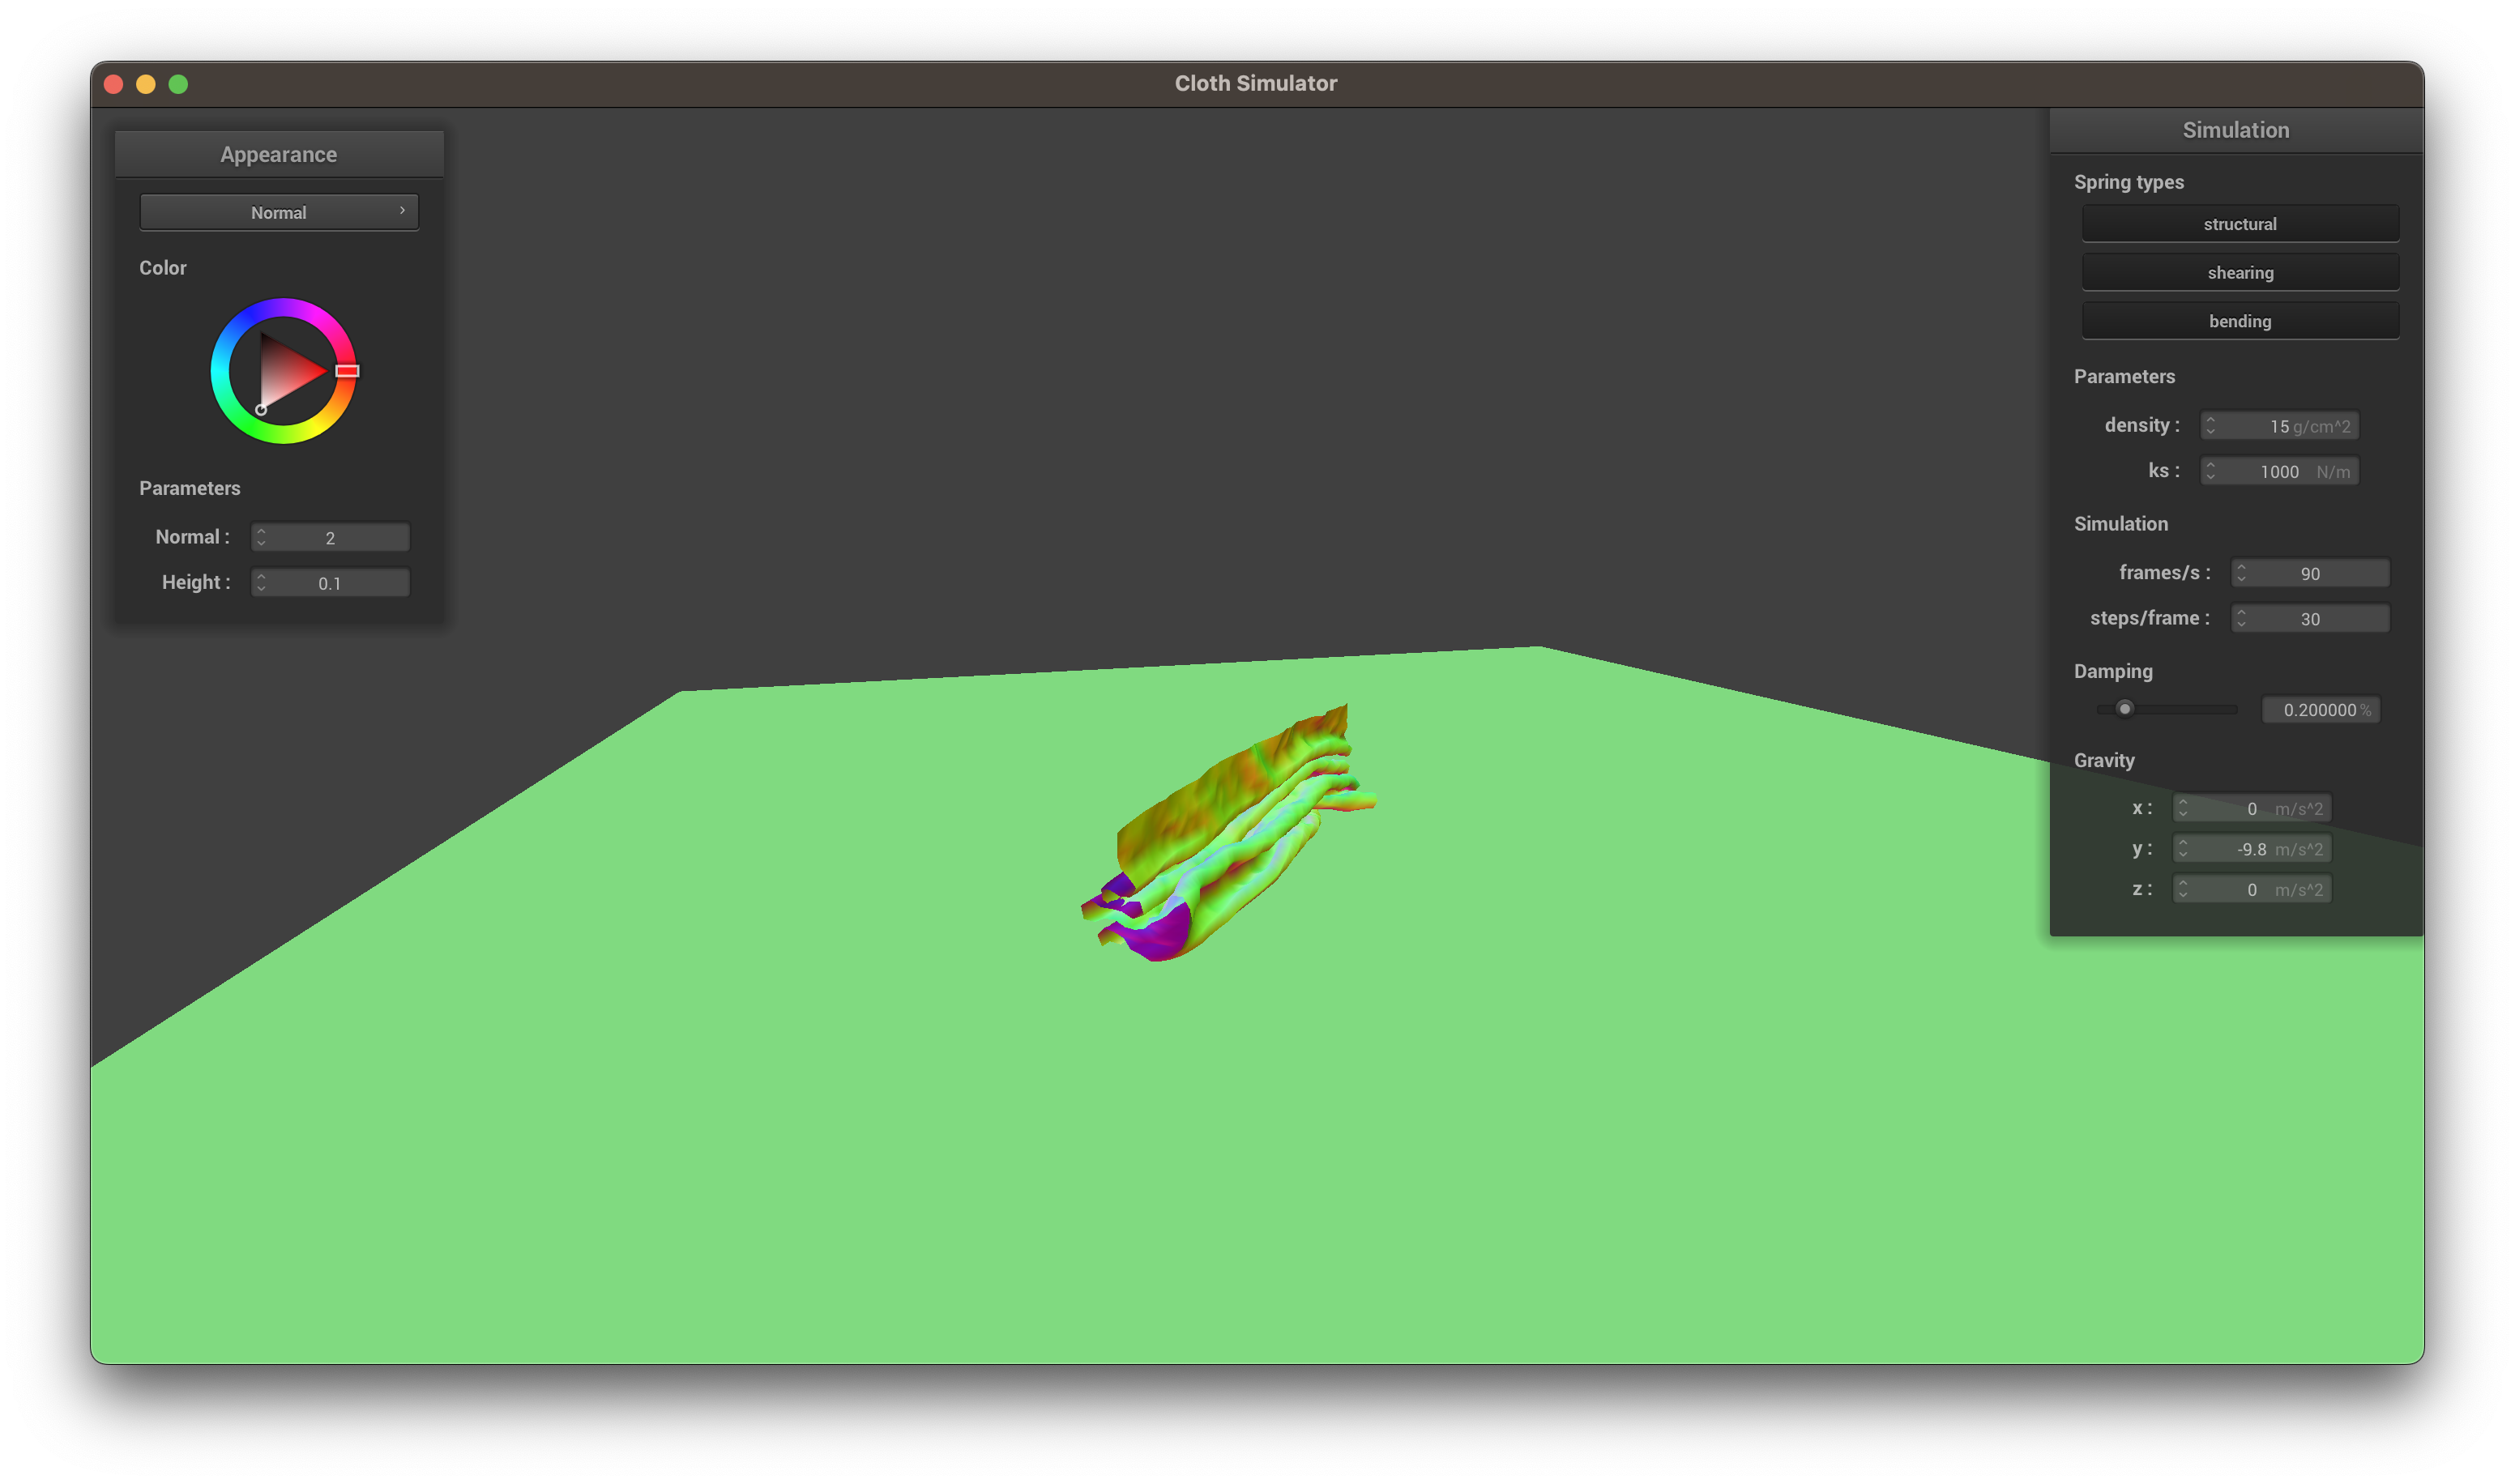 Cloth Simulator
Appearance
Normal
Color
Parameters
Normal : 2
Height : 0.1
Simulation
Spring types
structural
shearing
bending
Parameters
density : 15 g/cm^2
ks : 1000 N/m
Simulation
frames/s : 90
steps/frame : 30
Damping
0.200000 %
Gravity
x : 0 m/s^2
y : -9.8 m/s^2
z : 0 m/s^2